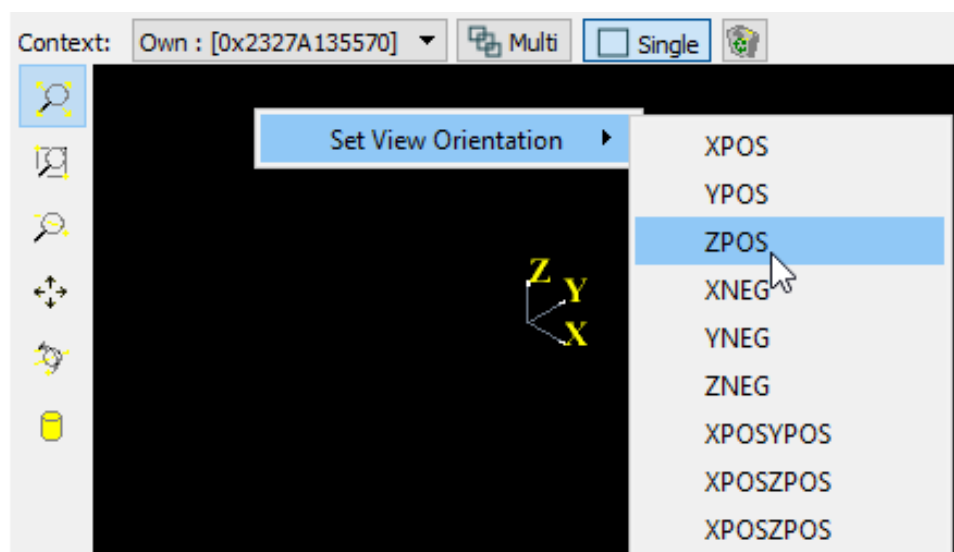 Context: Own : [0x2327A135570] Multi Single
Set View Orientation
XPOS
YPOS
ZPOS
XNEG
YNEG
ZNEG
XPOSYPOS
XPOSZPOS
XPOSZPOS
Z
Y
X